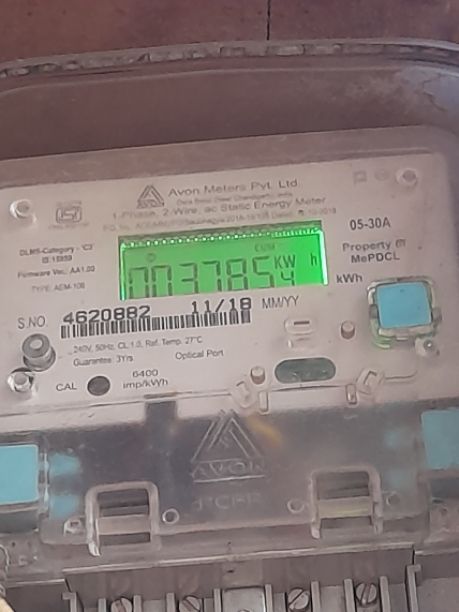 Avon Meters Pvt. Ltd.
1-Phase, 2-Wire, ac Static Energy Meter
05-30A
Property Of
MePDCL
DLMS-Category - 'C2'
IS:15959
Firmware Ver.: AA1.00
TYPE: AEM-10B
CUM
0037854 KW h
kWh
S.NO. 4620882 11/18 MM/YY
240V, 50Hz, CL.1.0, Ref. Temp. 27°C
Guarantee: 3Yrs Optical Port
CAL 6400
imp/kWh
AVON